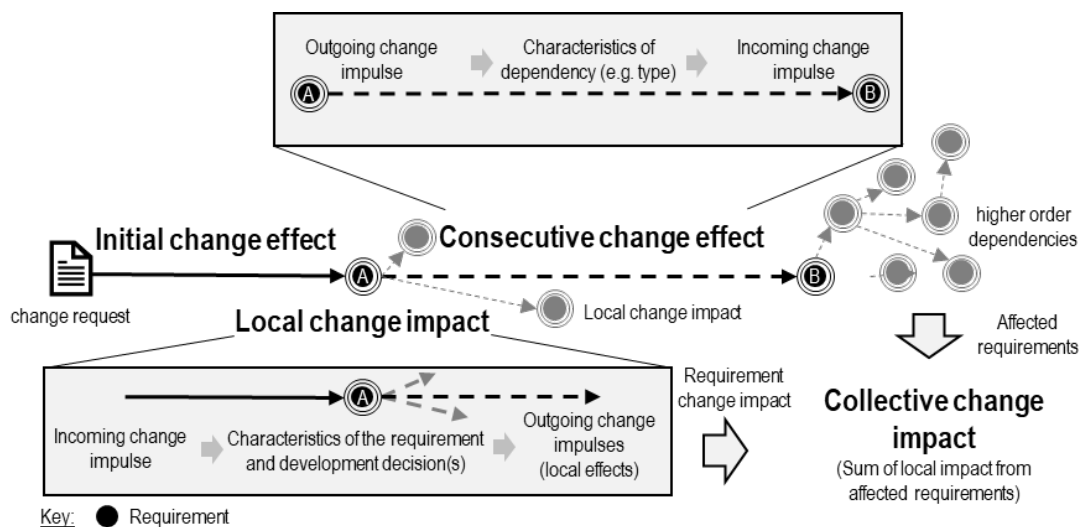 Outgoing change
impulse
Characteristics of
dependency (e.g. type)
Incoming change
impulse
A
B
Initial change effect
Consecutive change effect
higher order
dependencies
A
B
change request
Local change impact
Local change impact
Affected
requirements
A
Requirement
change impact
Incoming change
impulse
Characteristics of the requirement
and development decision(s)
Outgoing change
impulses
(local effects)
Collective change
impact
(Sum of local impact from
affected requirements)
Key: Requirement